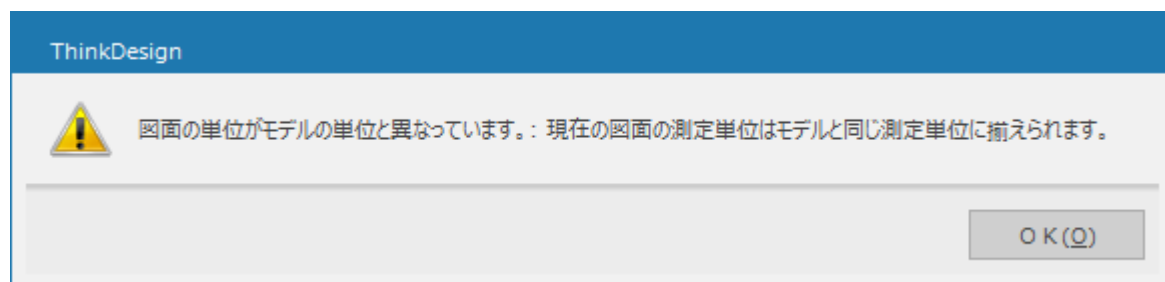 ThinkDesign
図面の単位がモデルの単位と異なっています。: 現在の図面の測定単位はモデルと同じ測定単位に揃えられます。
O K(O)